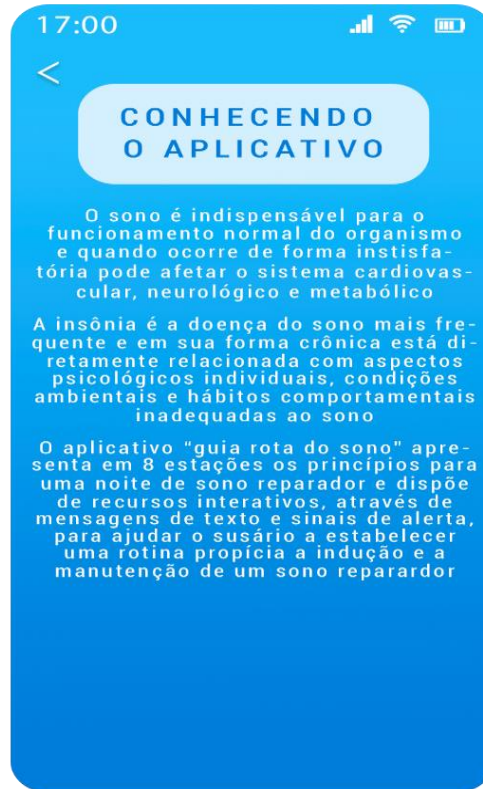 17:00
<
CONHECENDO
O APLICATIVO
O sono é indispensável para o
funcionamento normal do organismo
e quando ocorre de forma instisfa-
tória pode afetar o sistema cardiovas-
cular, neurológico e metabólico
A insônia é a doença do sono mais fre-
quente e em sua forma crônica está di-
retamente relacionada com aspectos
psicológicos individuais, condições
ambientais e hábitos comportamentais
inadequadas ao sono
O aplicativo “guia rota do sono” apre-
senta em 8 estações os princípios para
uma noite de sono reparador e dispõe
de recursos interativos, através de
mensagens de texto e sinais de alerta,
para ajudar o susário a estabelecer
uma rotina propícia a indução e a
manutenção de um sono reparardor